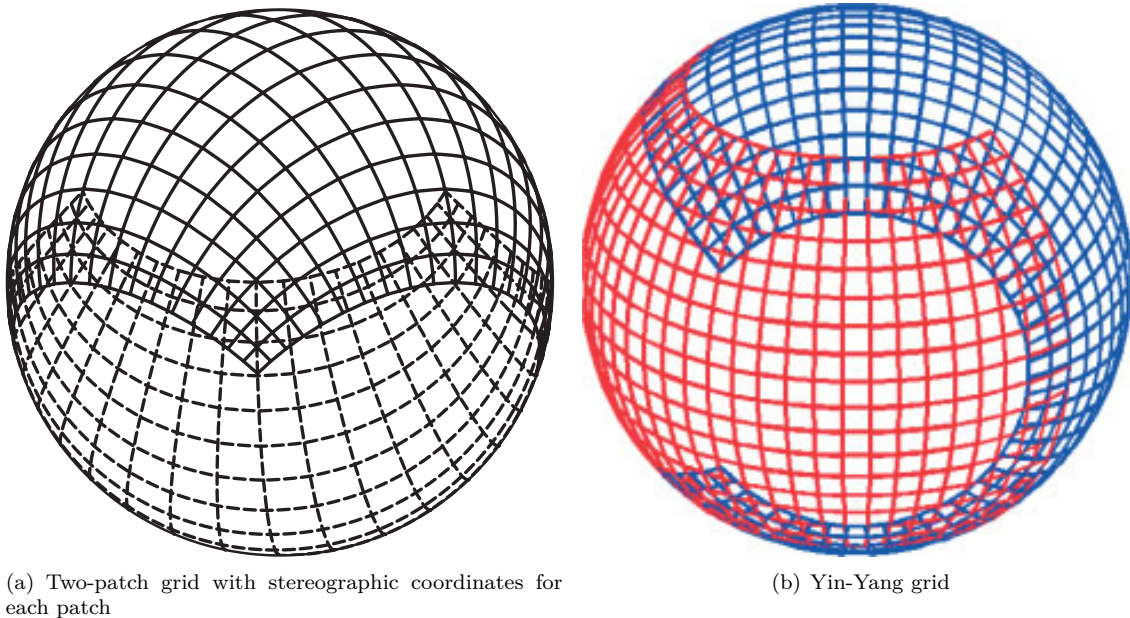 (a) Two-patch grid with stereographic coordinates for
each patch
(b) Yin-Yang grid